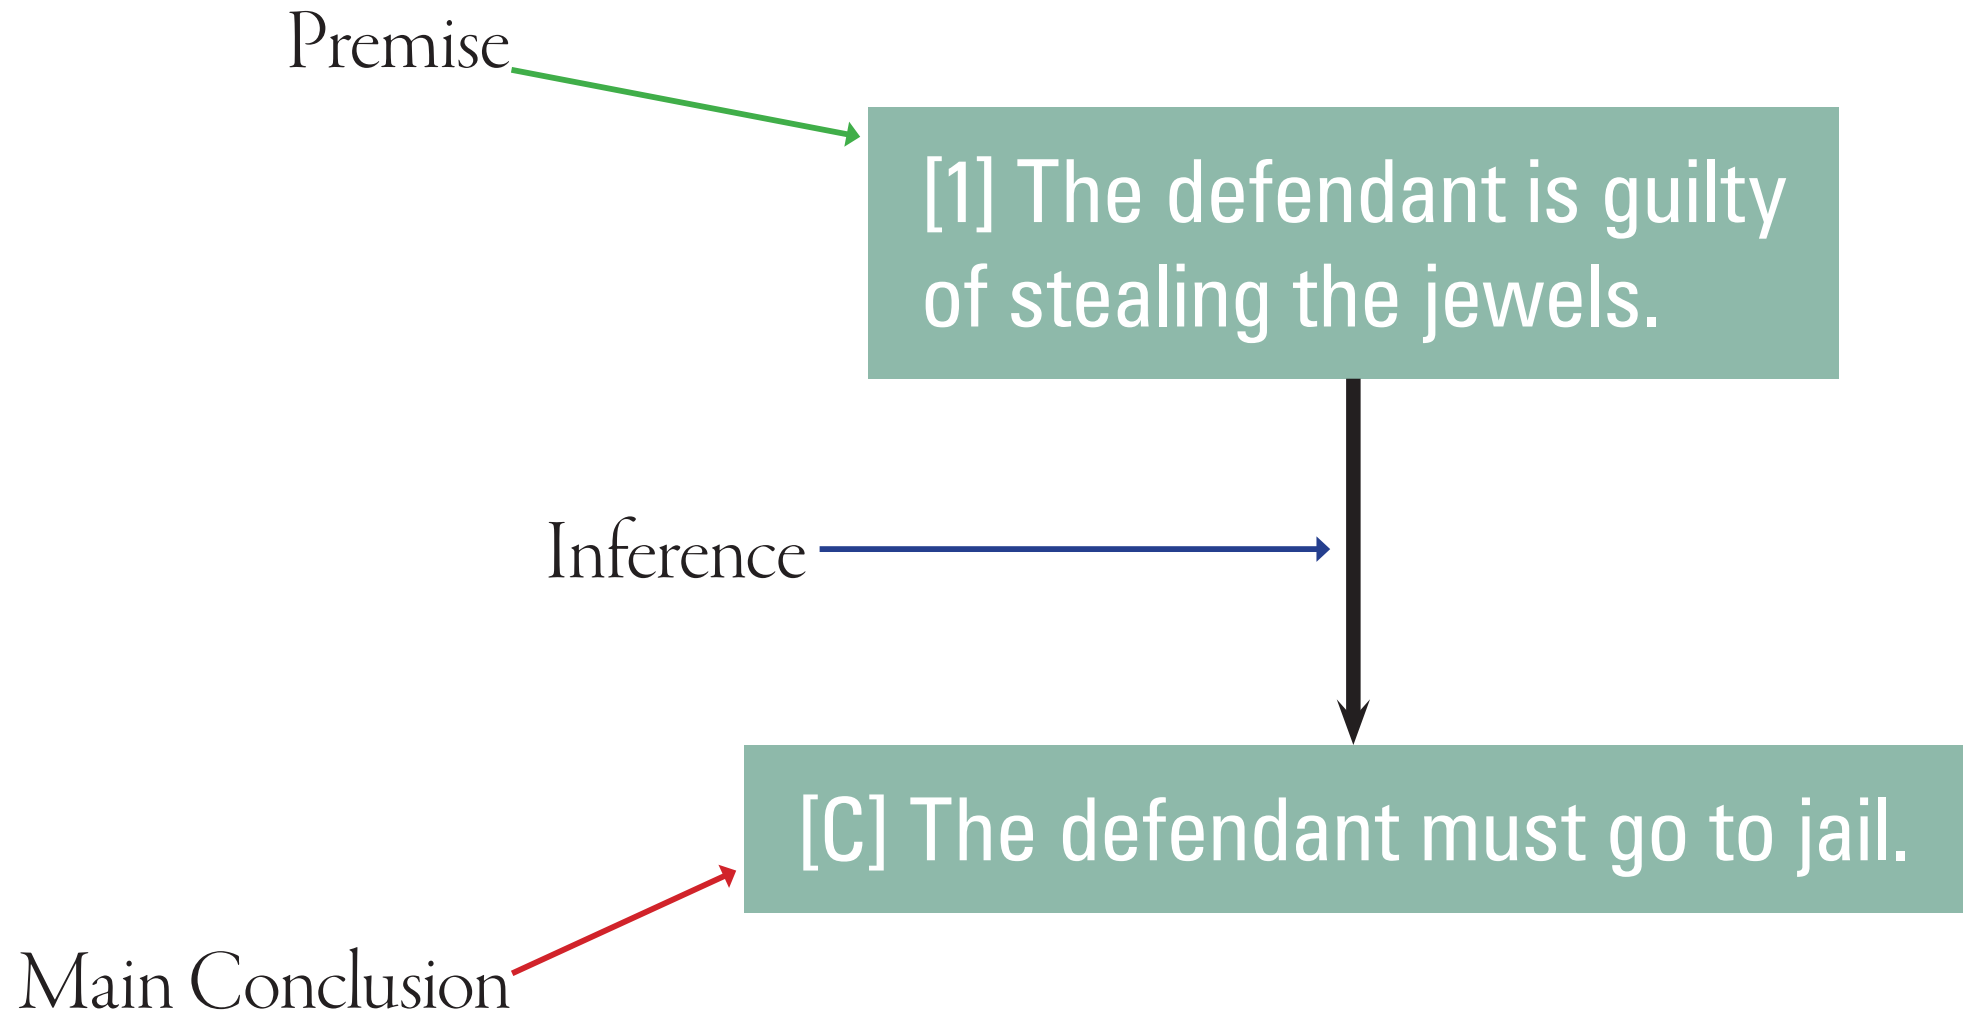 Premise
[1] The defendant is guilty
of stealing the jewels.
Inference
[C] The defendant must go to jail.
Main Conclusion